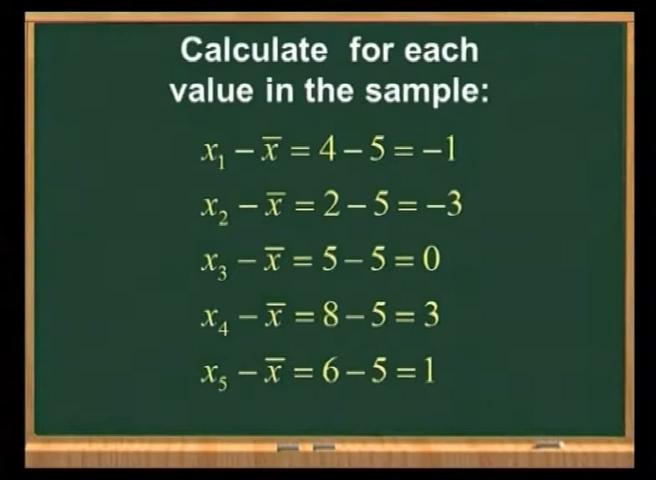 Calculate for each
value in the sample:
x₁ − x̅ = 4 − 5 = −1
x₂ − x̅ = 2 − 5 = −3
x₃ − x̅ = 5 − 5 = 0
x₄ − x̅ = 8 − 5 = 3
x₅ − x̅ = 6 − 5 = 1